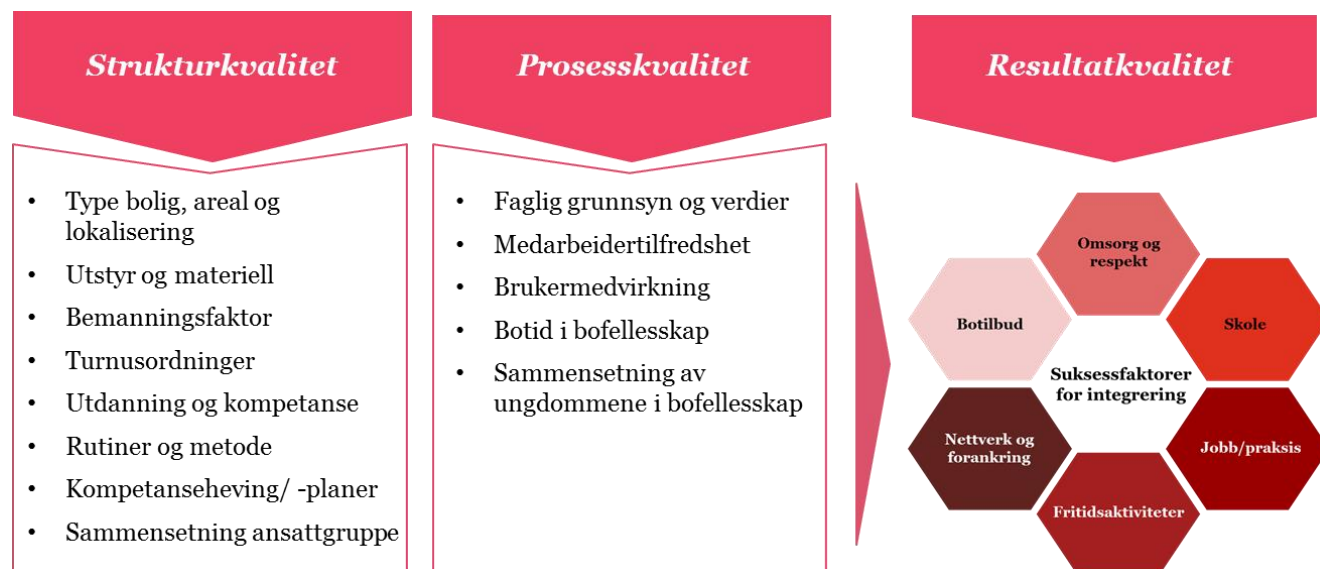 Strukturkvalitet
• Type bolig, areal og
lokalisering
• Utstyr og materiell
• Bemanningsfaktor
• Turnusordninger
• Utdanning og kompetanse
• Rutiner og metode
• Kompetanseheving/ -planer
• Sammensetning ansattgruppe
Prosesskvalitet
• Faglig grunnsyn og verdier
• Medarbeidertilfredshet
• Brukermedvirkning
• Botid i bofellesskap
• Sammensetning av
ungdommene i bofellesskap
Resultatkvalitet
Omsorg og
respekt
Botilbud
Skole
Suksessfaktorer
for integrering
Nettverk og
forankring
Jobb/praksis
Fritidsaktiviteter